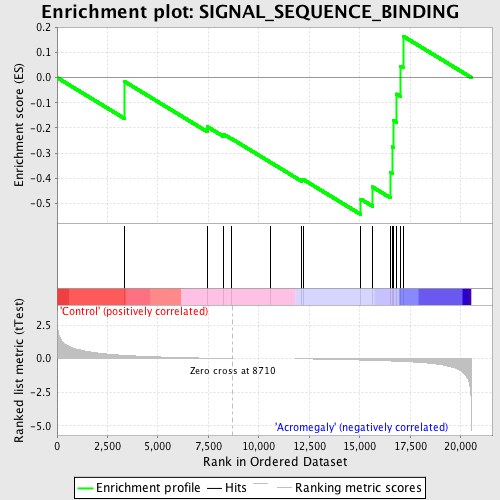 Enrichment plot: SIGNAL_SEQUENCE_BINDING
Enrichment score (ES)
0.2
0.1
0.0
-0.1
-0.2
-0.3
-0.4
-0.5
'Control' (positively correlated)
Ranked list metric (tTest)
2.5
0.0
-2.5
-5.0
Zero cross at 8710
'Acromegaly' (negatively correlated)
0 2,500 5,000 7,500 10,000 12,500 15,000 17,500 20,000
Rank in Ordered Dataset
Enrichment profile Hits Ranking metric scores